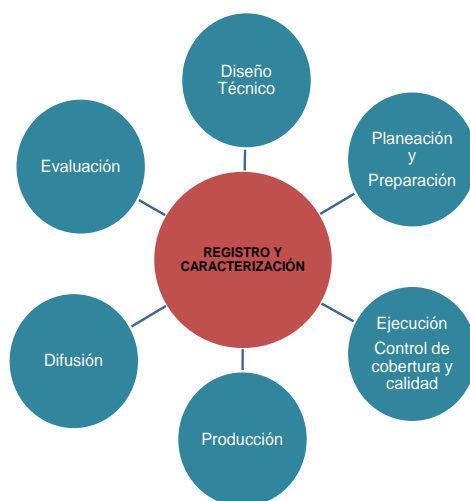 Diseño
Técnico
Planeación
y
Preparación
Evaluación
REGISTRO Y
CARACTERIZACIÓN
Ejecución
Control de
cobertura y
calidad
Difusión
Producción